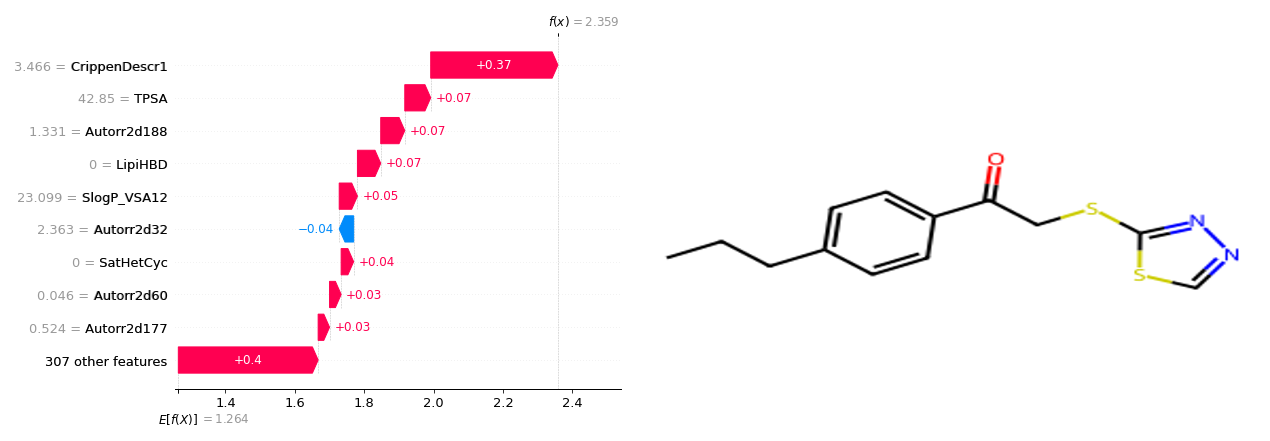 f(x) = 2.359
3.466 = CrippenDescr1
+0.37
42.85 = TPSA
+0.07
1.331 = Autorr2d188
+0.07
0 = LipiHBD
+0.07
23.099 = SlogP_VSA12
+0.05
2.363 = Autorr2d32
−0.04
0 = SatHetCyc
+0.04
0.046 = Autorr2d60
+0.03
0.524 = Autorr2d177
+0.03
307 other features
+0.4
1.4 1.6 1.8 2.0 2.2 2.4
E[f(X)] = 1.264
O
S
N
N
S